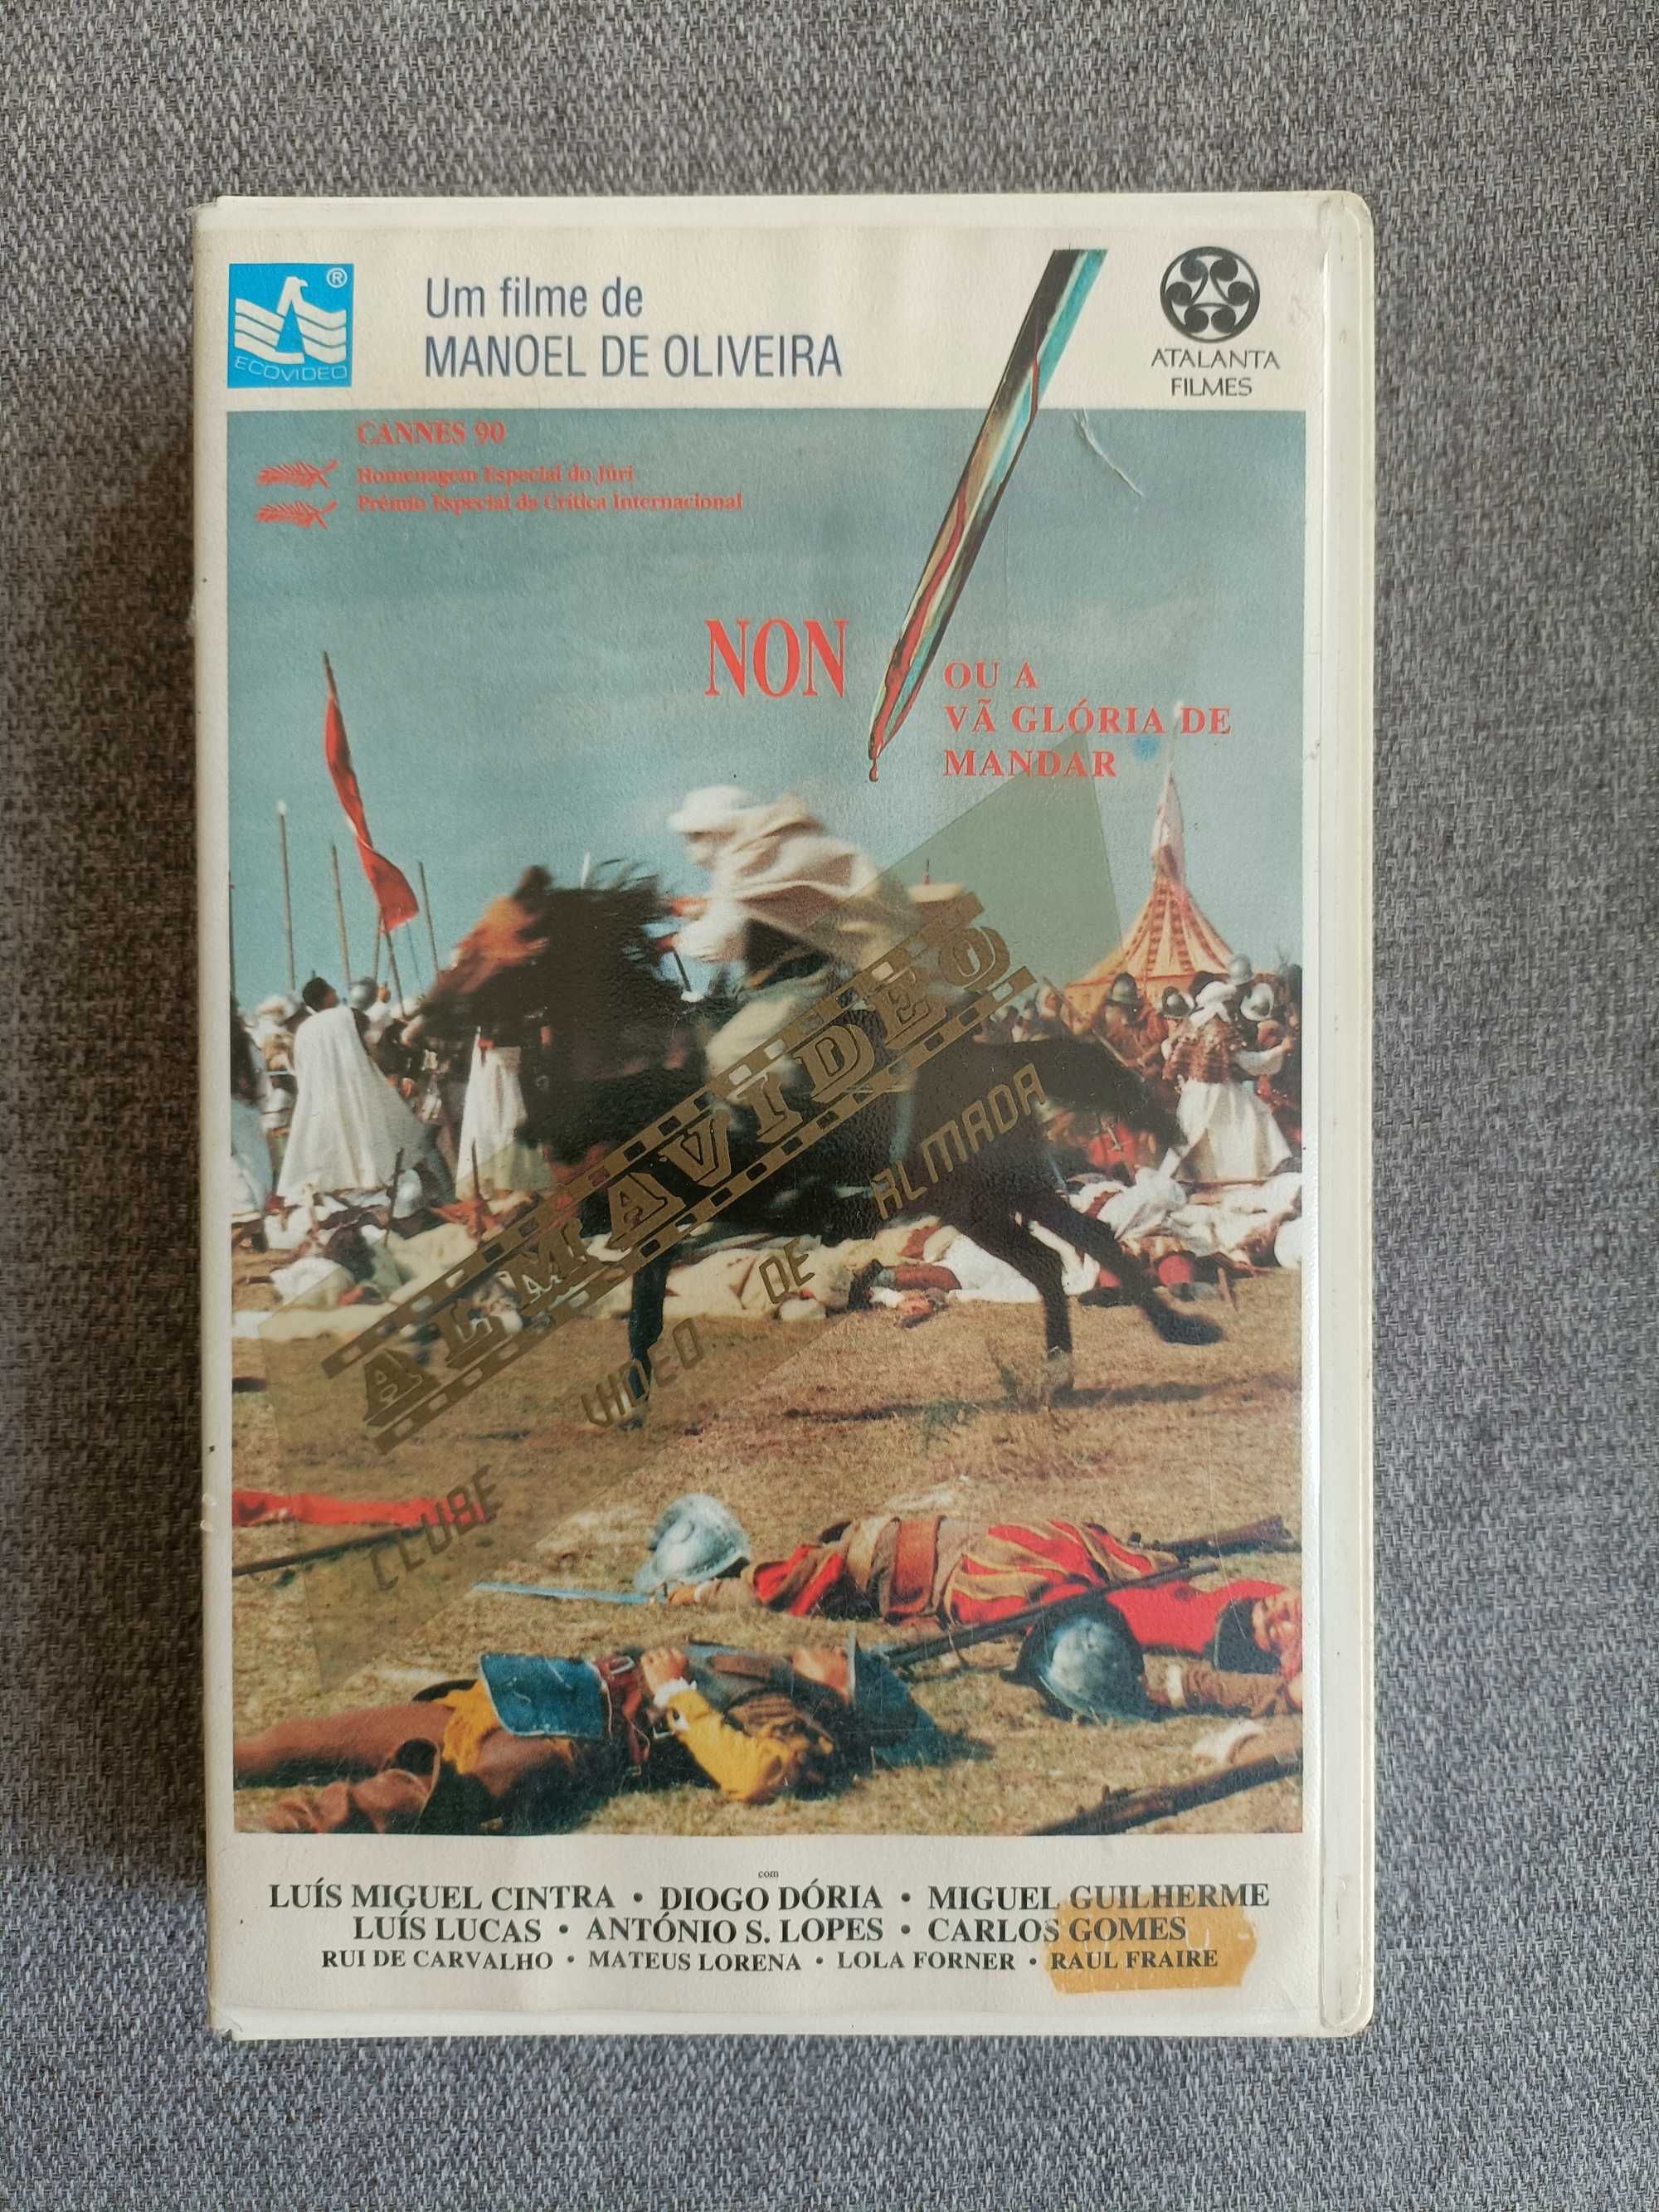 ECOVIDEO ®
Um filme de
MANOEL DE OLIVEIRA
ATALANTA
FILMES
CANNES 90
Homenagem Especial do Júri
Prémio Especial da Crítica Internacional
NON
OU A
VÃ GLÓRIA DE
MANDAR
ALMAVIDEO
CLUBE VIDEO DE ALMADA
com
LUÍS MIGUEL CINTRA • DIOGO DÓRIA • MIGUEL GUILHERME
LUÍS LUCAS • ANTÓNIO S. LOPES • CARLOS GOMES
RUI DE CARVALHO • MATEUS LORENA • LOLA FORNER • RAUL FRAIRE